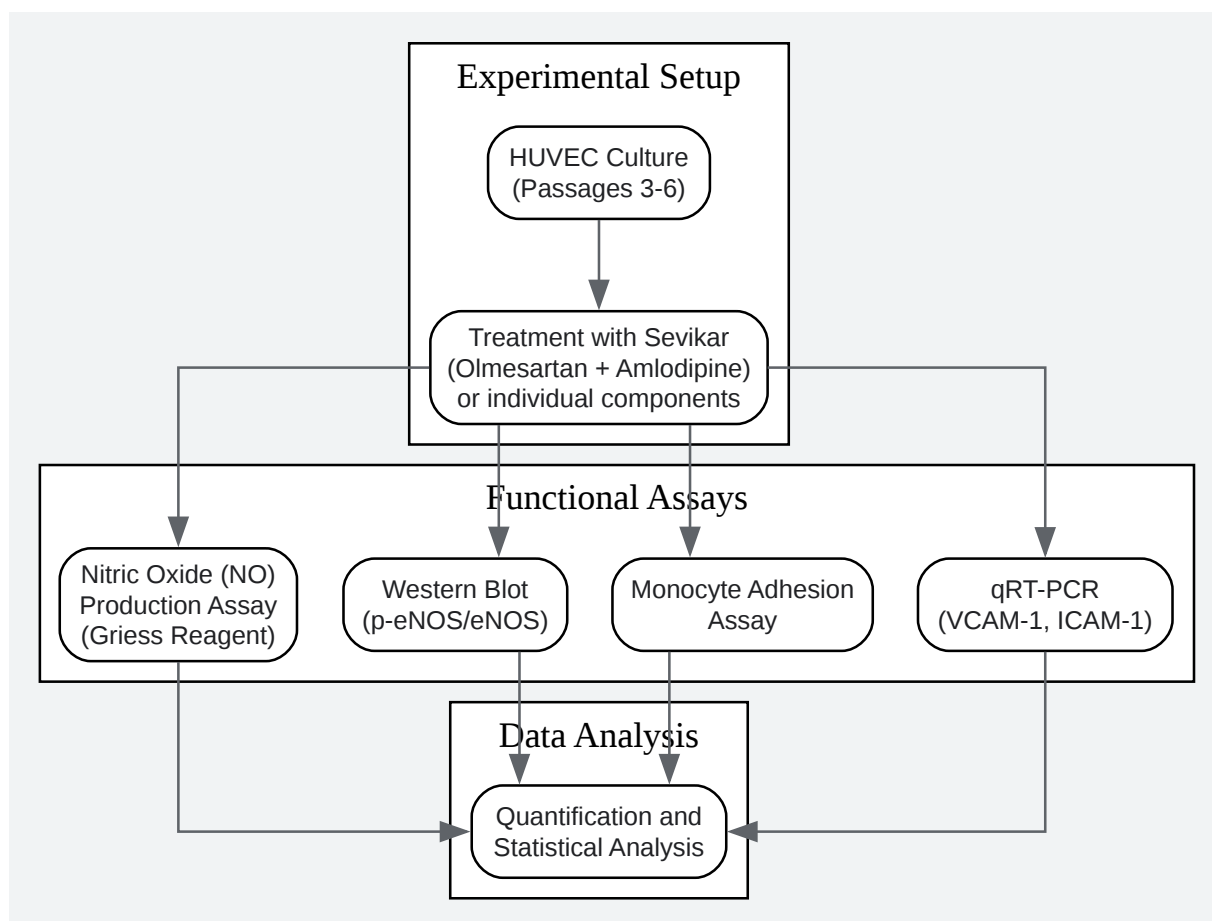 Experimental Setup
HUVEC Culture
(Passages 3-6)
Treatment with Sevikar
(Olmesartan + Amlodipine)
or individual components
Functional Assays
Nitric Oxide (NO)
Production Assay
(Griess Reagent)
Western Blot
(p-eNOS/eNOS)
Monocyte Adhesion
Assay
qRT-PCR
(VCAM-1, ICAM-1)
Data Analysis
Quantification and
Statistical Analysis